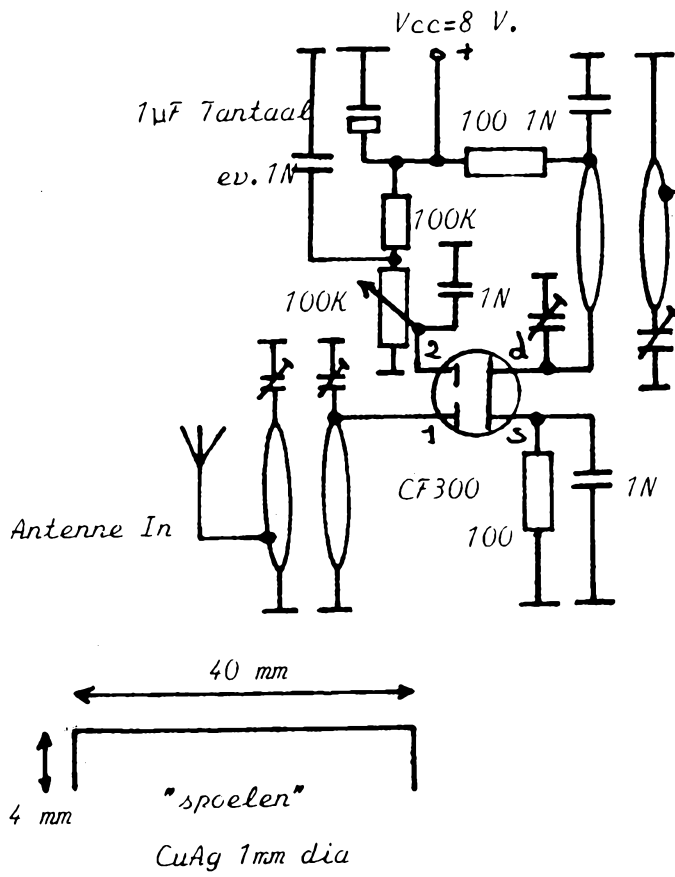 Vcc=8 V.
+
1µF Tantaal
100 1N
ev. 1N
100K
100K
1N
2
d
1
s
CF300
1N
100
Antenne In
40 mm
4 mm
"spoelen"
CuAg 1mm dia